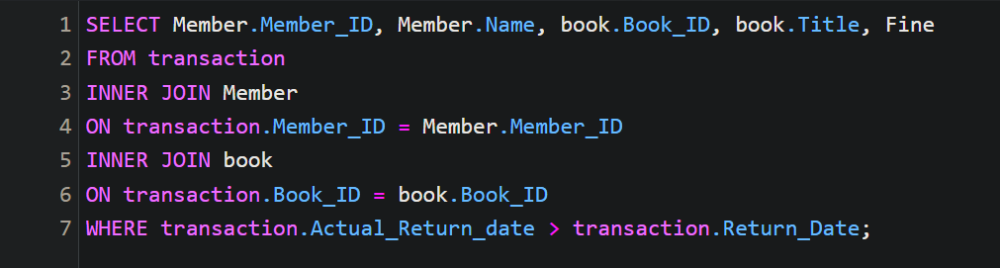 1 SELECT Member.Member_ID, Member.Name, book.Book_ID, book.Title, Fine
2 FROM transaction
3 INNER JOIN Member
4 ON transaction.Member_ID = Member.Member_ID
5 INNER JOIN book
6 ON transaction.Book_ID = book.Book_ID
7 WHERE transaction.Actual_Return_date > transaction.Return_Date;